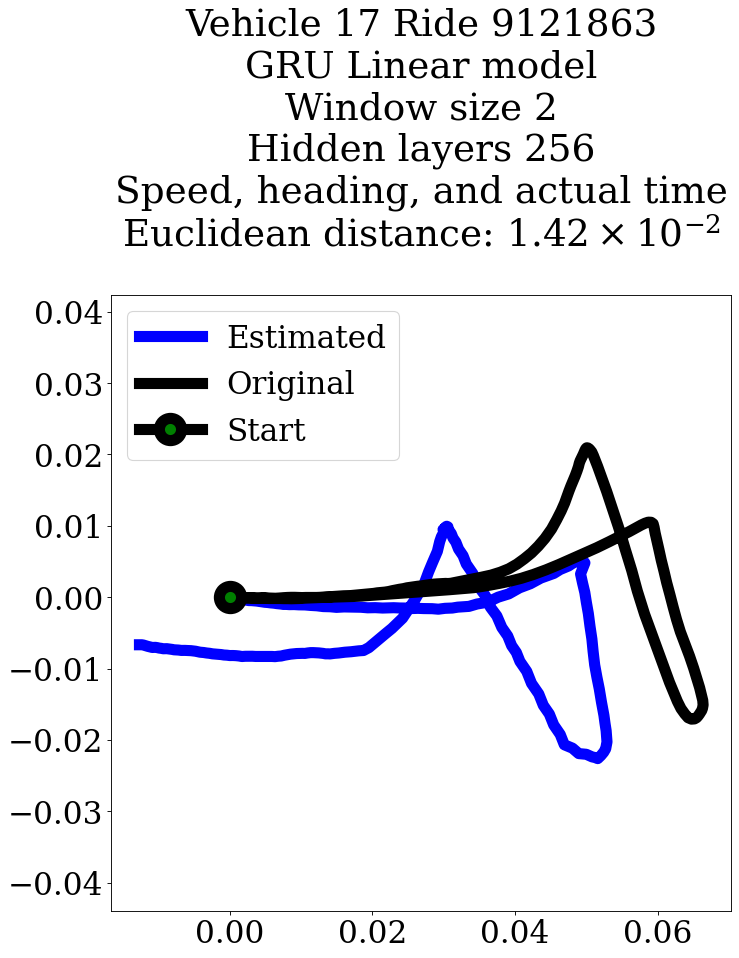 Vehicle 17 Ride 9121863
GRU Linear model
Window size 2
Hidden layers 256
Speed, heading, and actual time
Euclidean distance: 1.42 × 10⁻²
Estimated
Original
Start
0.04
0.03
0.02
0.01
0.00
−0.01
−0.02
−0.03
−0.04
0.00 0.02 0.04 0.06